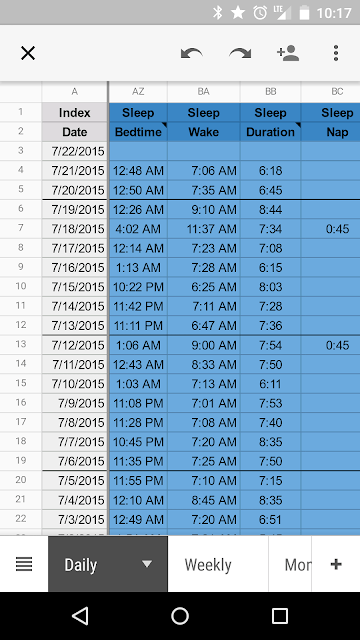 LTE 10:17
A AZ BA BB BC
1 Index Sleep Sleep Sleep Sleep
2 Date Bedtime Wake Duration Nap
3 7/22/2015
4 7/21/2015 12:48 AM 7:06 AM 6:18
5 7/20/2015 12:50 AM 7:35 AM 6:45
6 7/19/2015 12:26 AM 9:10 AM 8:44
7 7/18/2015 4:02 AM 11:37 AM 7:34 0:45
8 7/17/2015 12:14 AM 7:23 AM 7:08
9 7/16/2015 1:13 AM 7:28 AM 6:15
10 7/15/2015 10:22 PM 6:25 AM 8:03
11 7/14/2015 11:42 PM 7:11 AM 7:28
12 7/13/2015 11:11 PM 6:47 AM 7:36
13 7/12/2015 1:06 AM 9:00 AM 7:54 0:45
14 7/11/2015 12:43 AM 8:33 AM 7:50
15 7/10/2015 1:03 AM 7:13 AM 6:11
16 7/9/2015 11:08 PM 7:01 AM 7:53
17 7/8/2015 11:28 PM 7:08 AM 7:40
18 7/7/2015 10:45 PM 7:20 AM 8:35
19 7/6/2015 11:35 PM 7:25 AM 7:50
20 7/5/2015 11:55 PM 7:10 AM 7:15
21 7/4/2015 12:10 AM 8:45 AM 8:35
22 7/3/2015 12:49 AM 7:20 AM 6:51
Daily Weekly Mon